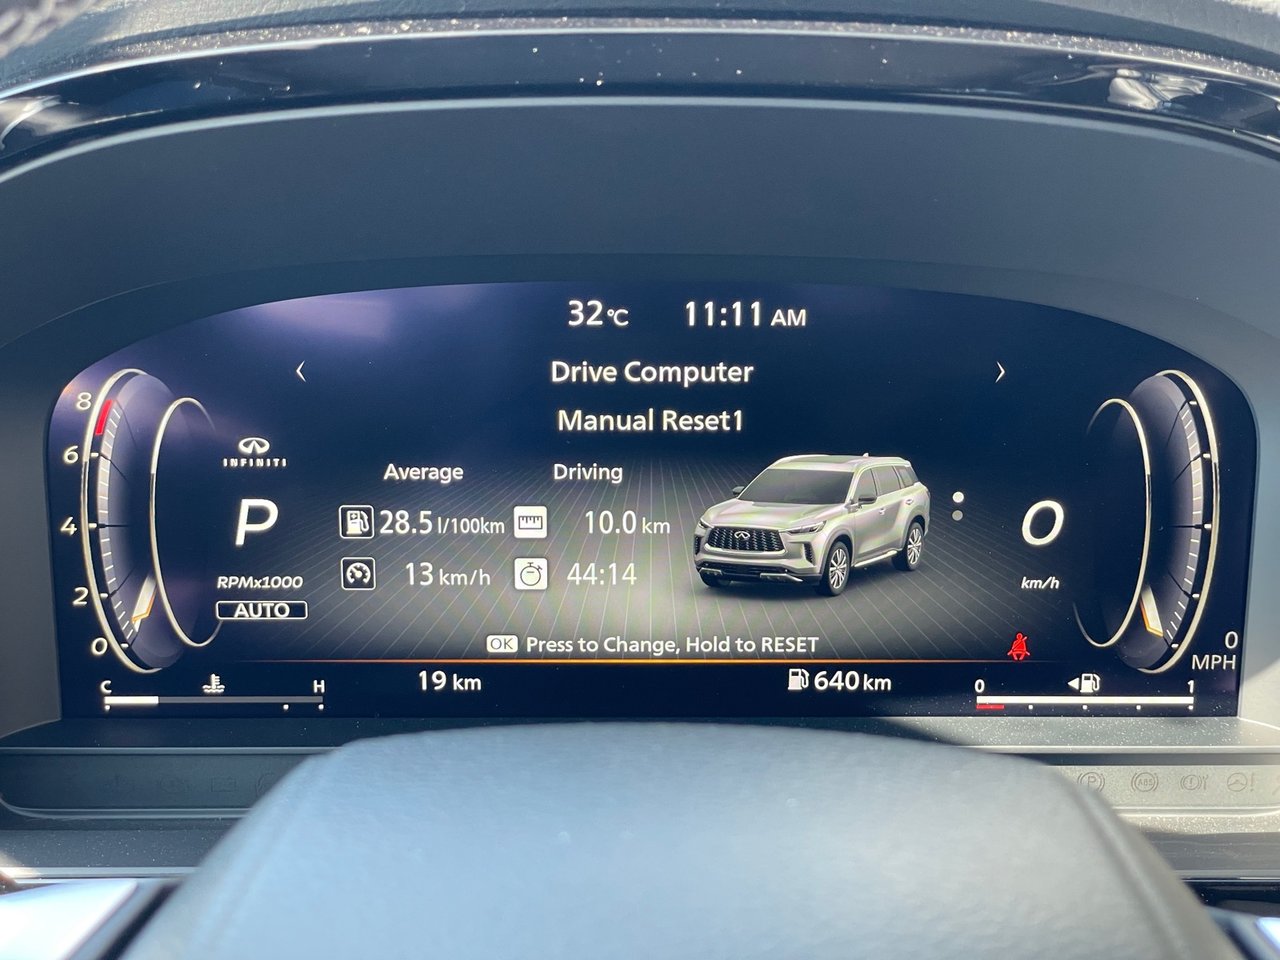 32°C 11:11 AM
Drive Computer
Manual Reset1
Average Driving
28.5 l/100km 10.0 km
13 km/h 44:14
OK Press to Change, Hold to RESET
8
6
4
2
0
INFINITI
P
RPMx1000
AUTO
0
km/h
0
MPH
C H
19 km
640 km
0 1
P ABS